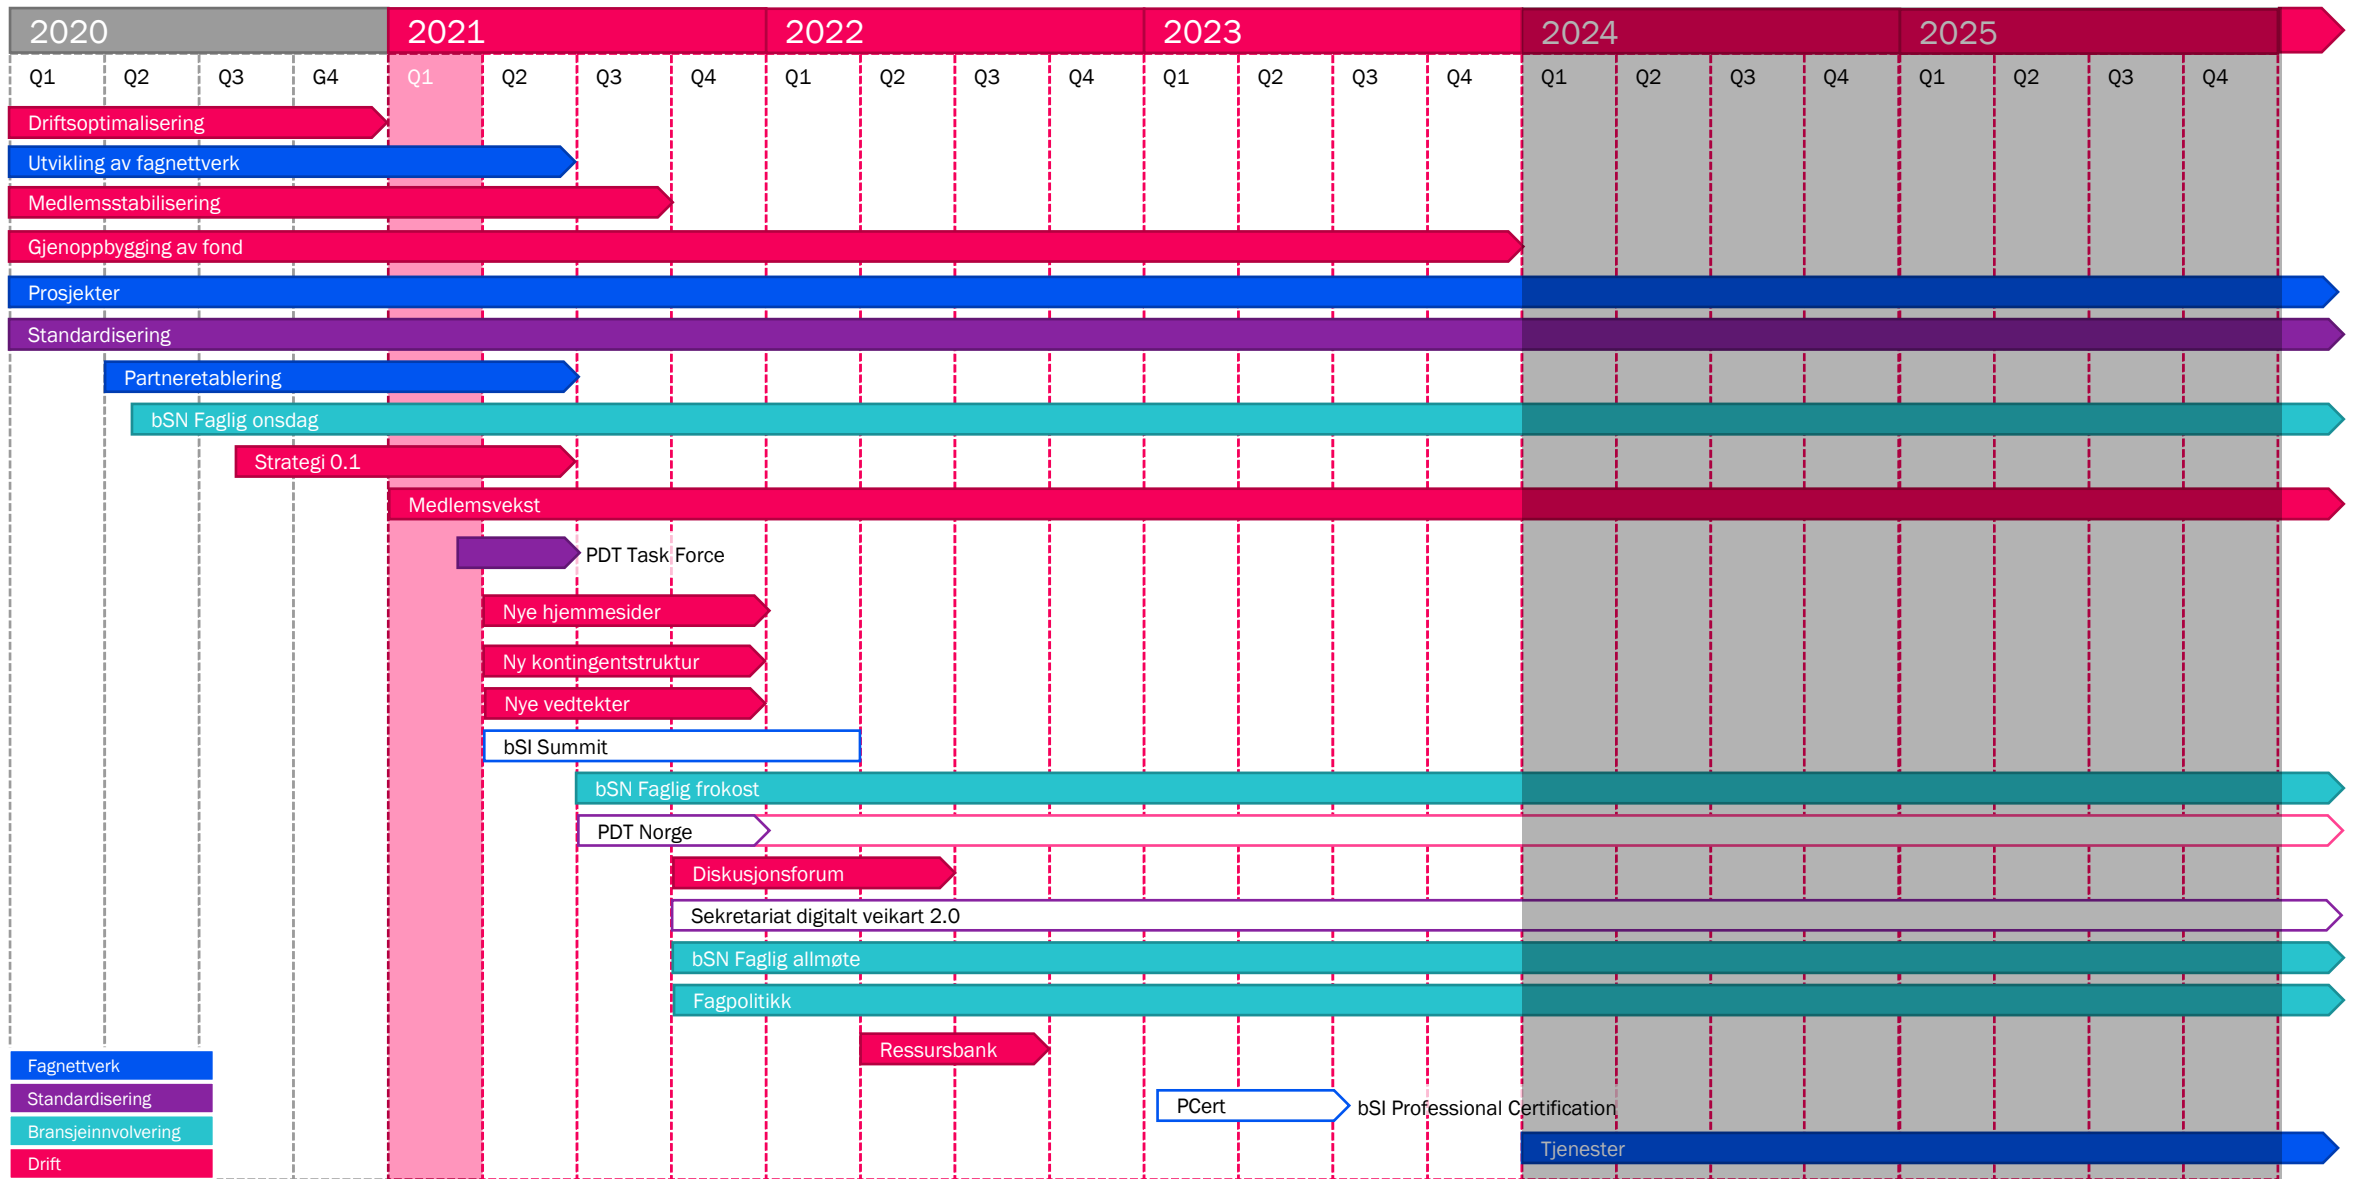 2020 2021 2022 2023 2024 2025
Q1 Q2 Q3 G4 Q1 Q2 Q3 Q4 Q1 Q2 Q3 Q4 Q1 Q2 Q3 Q4 Q1 Q2 Q3 Q4 Q1 Q2 Q3 Q4
Driftsoptimalisering
Utvikling av fagnettverk
Medlemsstabilisering
Gjenoppbygging av fond
Prosjekter
Standardisering
Partneretablering
bSN Faglig onsdag
Strategi 0.1
Medlemsvekst
PDT Task Force
Nye hjemmesider
Ny kontingentstruktur
Nye vedtekter
bSI Summit
bSN Faglig frokost
PDT Norge
Diskusjonsforum
Sekretariat digitalt veikart 2.0
bSN Faglig allmøte
Fagpolitikk
Ressursbank
PCert bSI Professional Certification
Tjenester
Fagnettverk
Standardisering
Bransjeinnvolvering
Drift